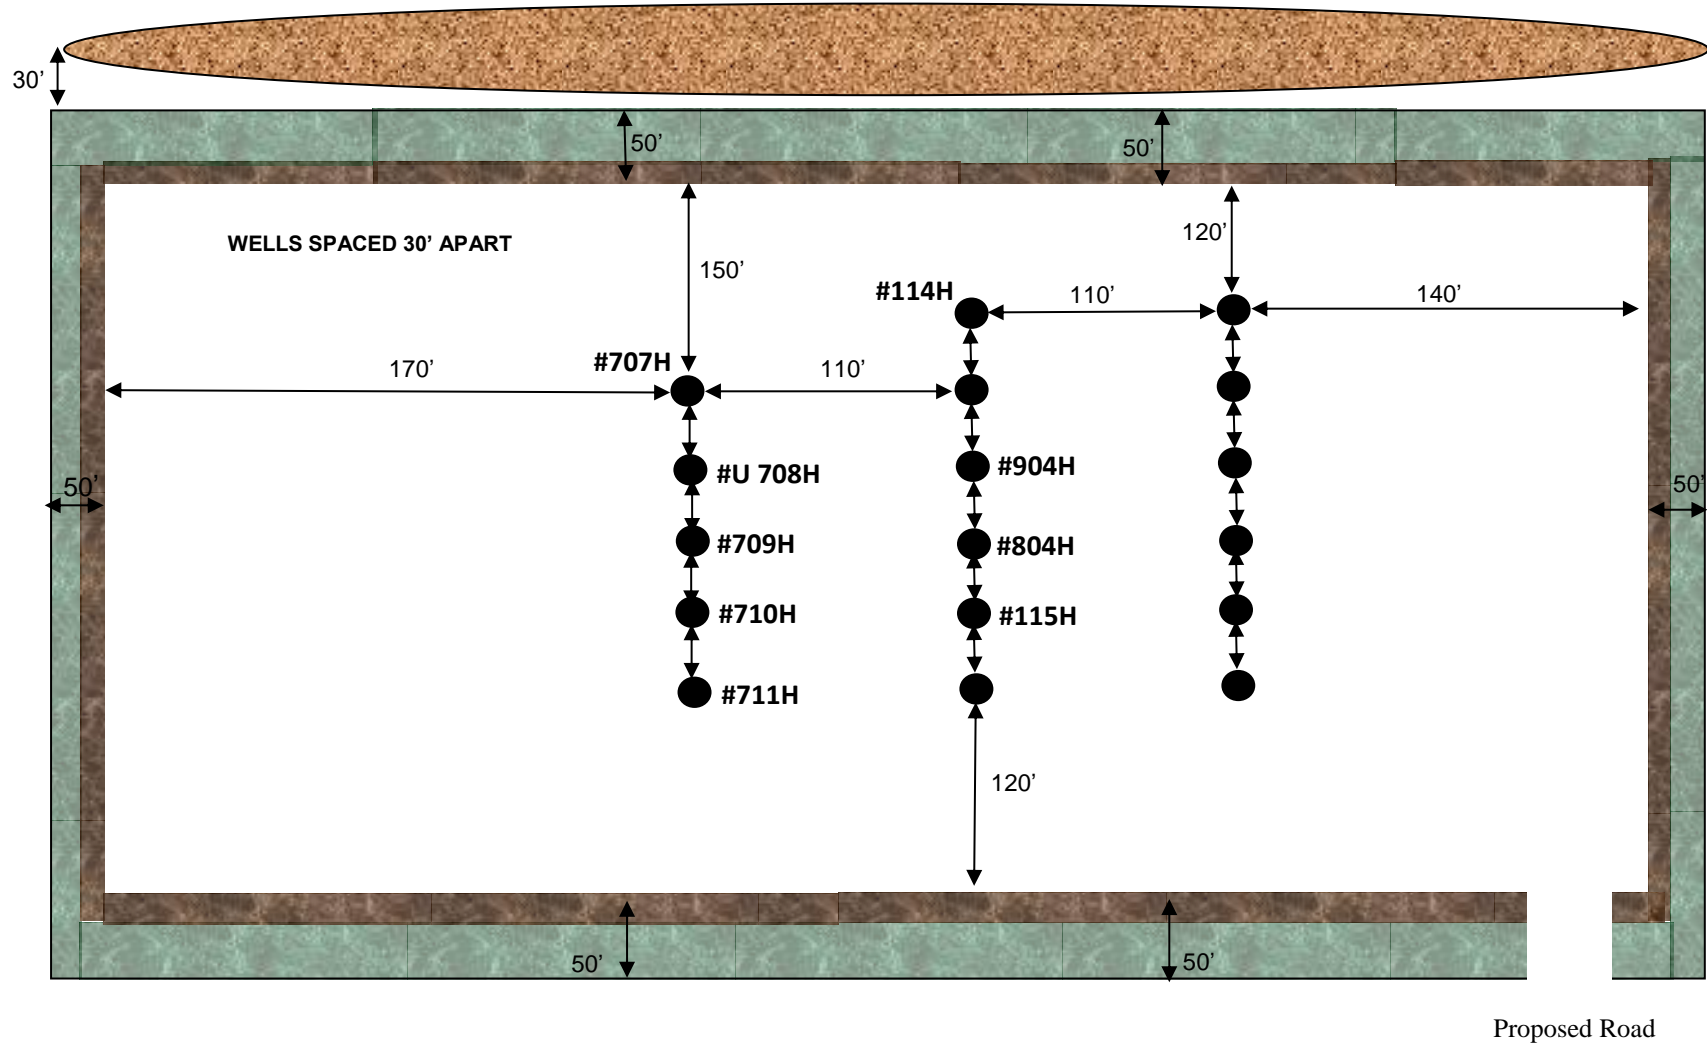 30’
50’
50’
WELLS SPACED 30’ APART
120’
150’
#114H
110’
140’
#707H
170’
110’
#U 708H
#904H
50’
50’
#709H
#804H
#710H
#115H
#711H
120’
50’
50’
Proposed Road